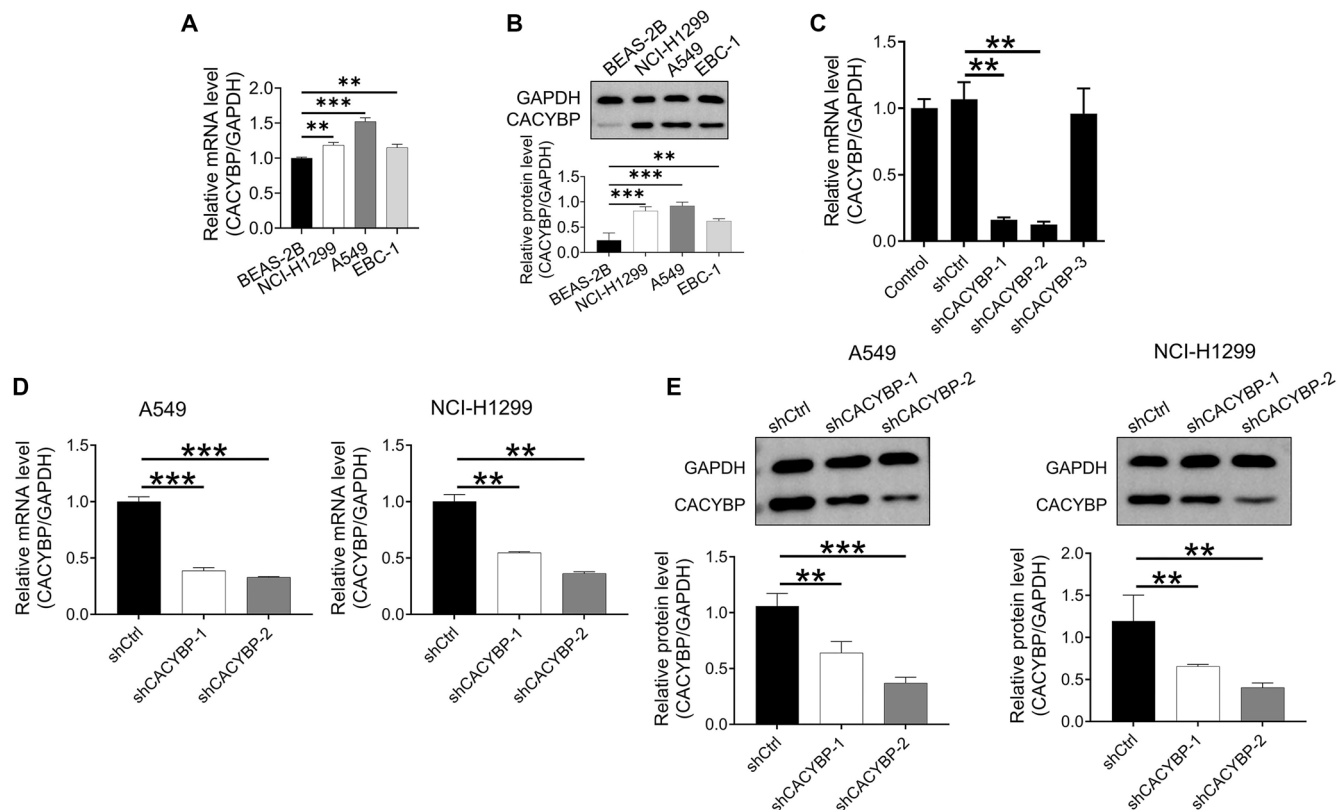 A
Relative mRNA level
(CACYBP/GAPDH)
2.0
1.5
1.0
0.5
0.0
**
***
**
BEAS-2B
NCI-H1299
A549
EBC-1
B
BEAS-2B
NCI-H1299
A549
EBC-1
GAPDH
CACYBP
Relative protein level
(CACYBP/GAPDH)
1.5
1.0
0.5
0.0
**
***
***
BEAS-2B
NCI-H1299
A549
EBC-1
C
Relative mRNA level
(CACYBP/GAPDH)
1.5
1.0
0.5
0.0
**
**
Control
shCtrl
shCACYBP-1
shCACYBP-2
shCACYBP-3
D
A549
Relative mRNA level
(CACYBP/GAPDH)
1.5
1.0
0.5
0.0
***
***
shCtrl
shCACYBP-1
shCACYBP-2
NCI-H1299
Relative mRNA level
(CACYBP/GAPDH)
1.5
1.0
0.5
0.0
**
**
shCtrl
shCACYBP-1
shCACYBP-2
E
A549
shCtrl
shCACYBP-1
shCACYBP-2
GAPDH
CACYBP
Relative protein level
(CACYBP/GAPDH)
1.5
1.0
0.5
0.0
***
**
shCtrl
shCACYBP-1
shCACYBP-2
NCI-H1299
shCtrl
shCACYBP-1
shCACYBP-2
GAPDH
CACYBP
Relative protein level
(CACYBP/GAPDH)
2.0
1.5
1.0
0.5
0.0
**
**
shCtrl
shCACYBP-1
shCACYBP-2